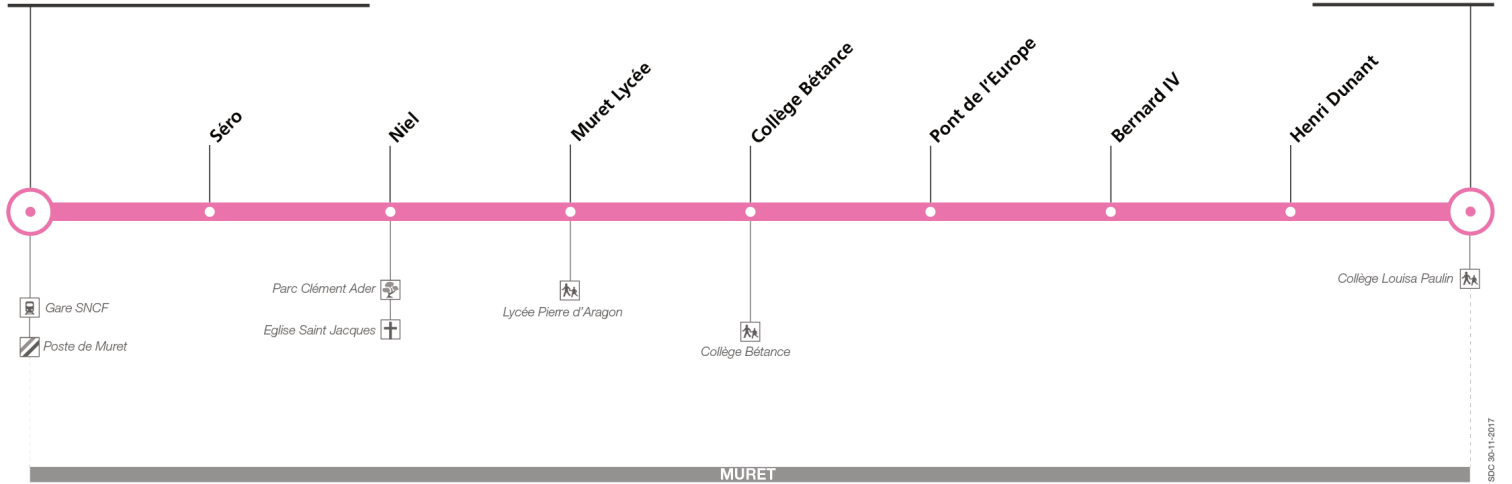 Séro
Niel
Muret Lycée
Collège Bétance
Pont de l'Europe
Bernard IV
Henri Dunant
Gare SNCF
Poste de Muret
Parc Clément Ader
Eglise Saint Jacques
Lycée Pierre d'Aragon
Collège Bétance
Collège Louisa Paulin
MURET
SDC 30-11-2017